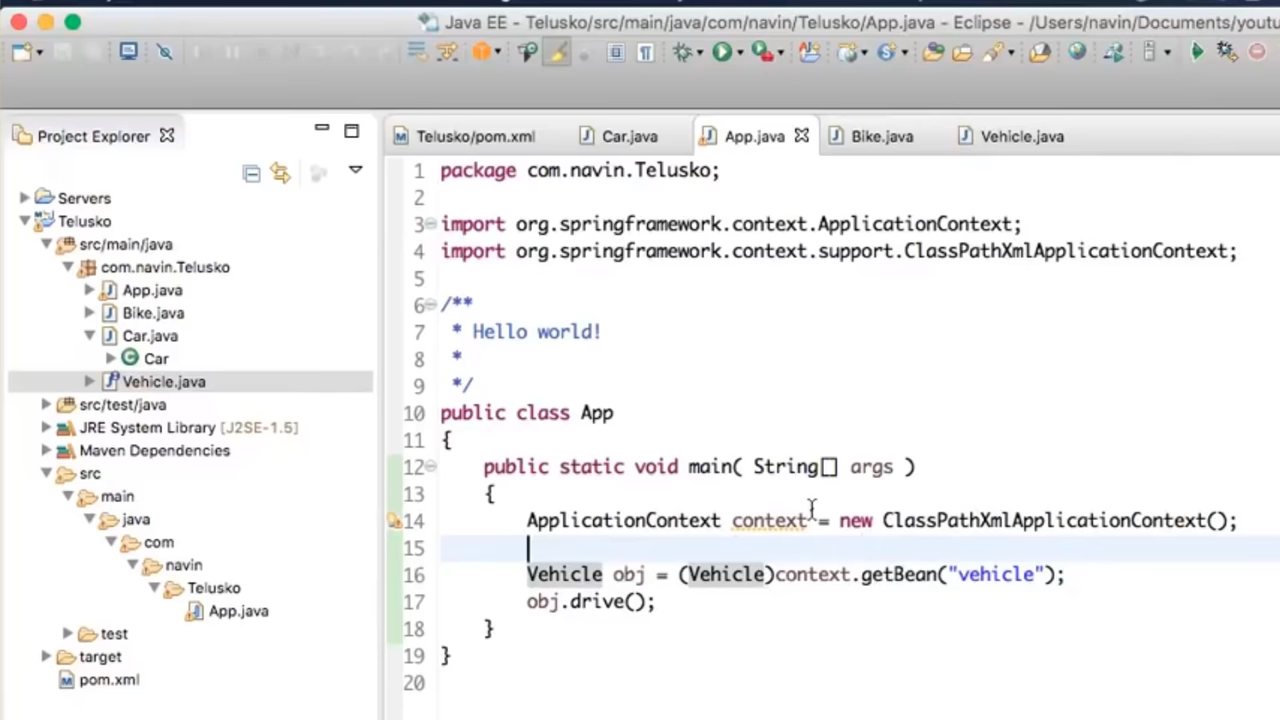 Java EE - Telusko/src/main/java/com/navin/Telusko/App.java - Eclipse - /Users/navin/Documents/youtu
Project Explorer
Servers
Telusko
src/main/java
com.navin.Telusko
App.java
Bike.java
Car.java
Car
Vehicle.java
src/test/java
JRE System Library [J2SE-1.5]
Maven Dependencies
src
main
java
com
navin
Telusko
App.java
test
target
pom.xml
Telusko/pom.xml
Car.java
App.java
Bike.java
Vehicle.java
1 package com.navin.Telusko;
2
3 import org.springframework.context.ApplicationContext;
4 import org.springframework.context.support.ClassPathXmlApplicationContext;
5
6 /**
7 * Hello world!
8 *
9 */
10 public class App
11 {
12 public static void main( String[] args )
13 {
14 ApplicationContext context = new ClassPathXmlApplicationContext();
15
16 Vehicle obj = (Vehicle)context.getBean("vehicle");
17 obj.drive();
18 }
19 }
20